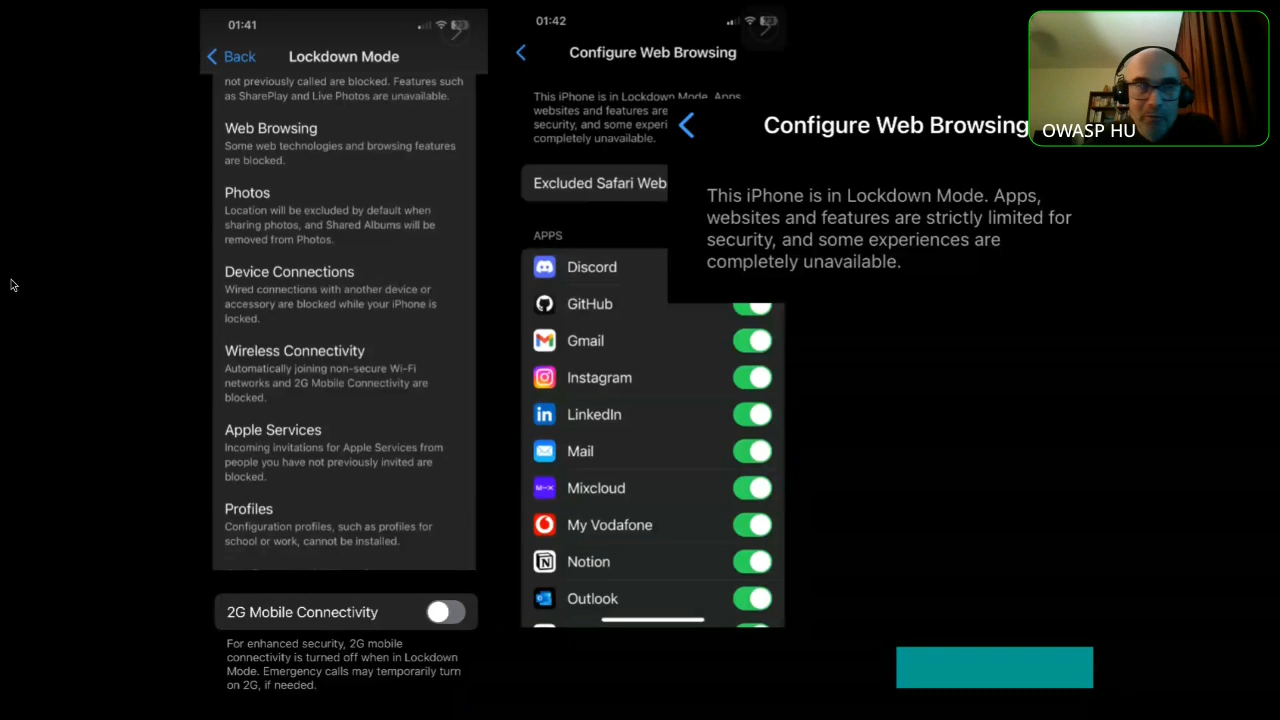 01:41
73
Back
Lockdown Mode
not previously called are blocked. Features such
as SharePlay and Live Photos are unavailable.
Web Browsing
Some web technologies and browsing features
are blocked.
Photos
Location will be excluded by default when
sharing photos, and Shared Albums will be
removed from Photos.
Device Connections
Wired connections with another device or
accessory are blocked while your iPhone is
locked.
Wireless Connectivity
Automatically joining non-secure Wi-Fi
networks and 2G Mobile Connectivity are
blocked.
Apple Services
Incoming invitations for Apple Services from
people you have not previously invited are
blocked.
Profiles
Configuration profiles, such as profiles for
school or work, cannot be installed.
2G Mobile Connectivity
For enhanced security, 2G mobile
connectivity is turned off when in Lockdown
Mode. Emergency calls may temporarily turn
on 2G, if needed.
01:42
Configure Web Browsing
This iPhone is in Lockdown Mode. Apps,
websites and features are
security, and some experi
completely unavailable.
Excluded Safari Web
APPS
Discord
GitHub
Gmail
Instagram
LinkedIn
Mail
Mixcloud
My Vodafone
Notion
Outlook
Configure Web Browsing
This iPhone is in Lockdown Mode. Apps,
websites and features are strictly limited for
security, and some experiences are
completely unavailable.
OWASP HU